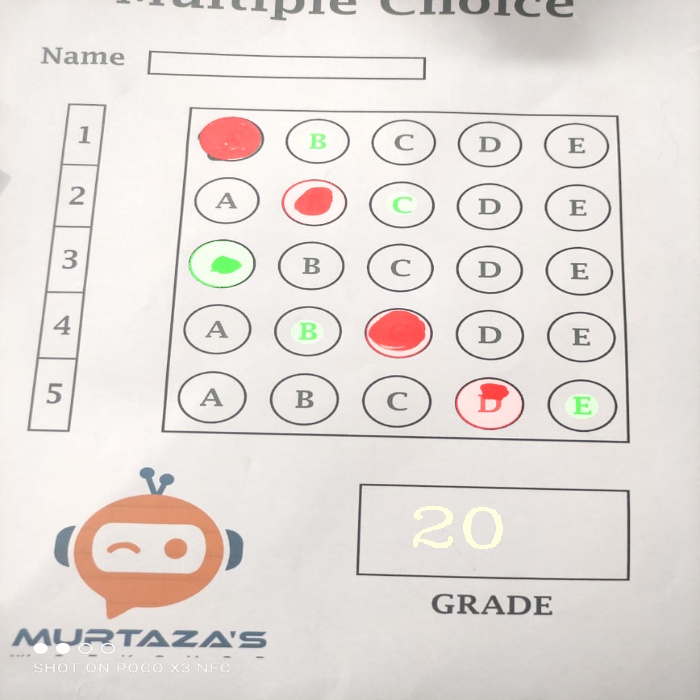 Multiple Choice
Name
1 A B C D E
2 A C D E
3 B C D E
4 A B C D E
5 A B C D E
20
GRADE
MURTAZA'S
SHOT ON POCO X3 NFC